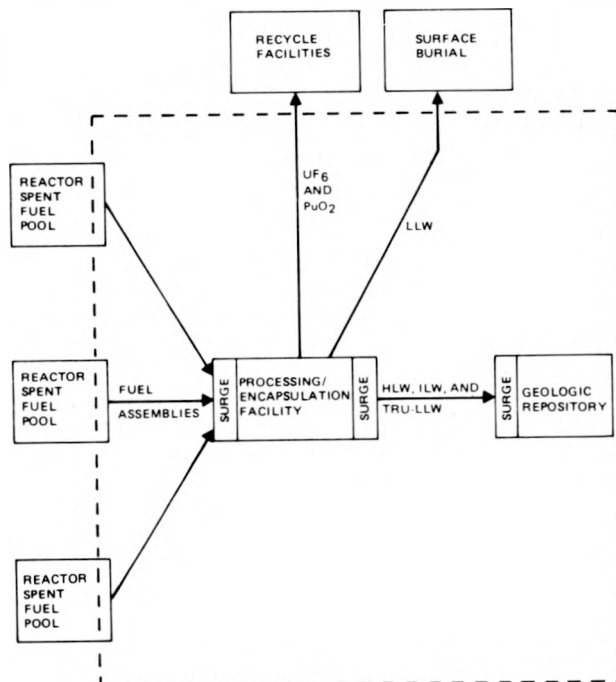 RECYCLE
FACILITIES
SURFACE
BURIAL
REACTOR
SPENT
FUEL
POOL
UF6
AND
PuO2
LLW
REACTOR
SPENT
FUEL
POOL
FUEL
ASSEMBLIES
SURGE
PROCESSING/
ENCAPSULATION
FACILITY
SURGE
HLW, ILW, AND
TRU-LLW
SURGE
GEOLOGIC
REPOSITORY
REACTOR
SPENT
FUEL
POOL